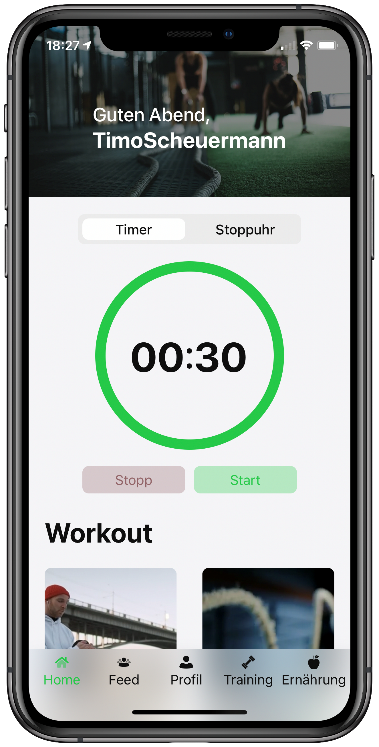 18:27
Guten Abend,
TimoScheuermann
Timer Stoppuhr
00:30
Stopp Start
Workout
Home Feed Profil Training Ernährung